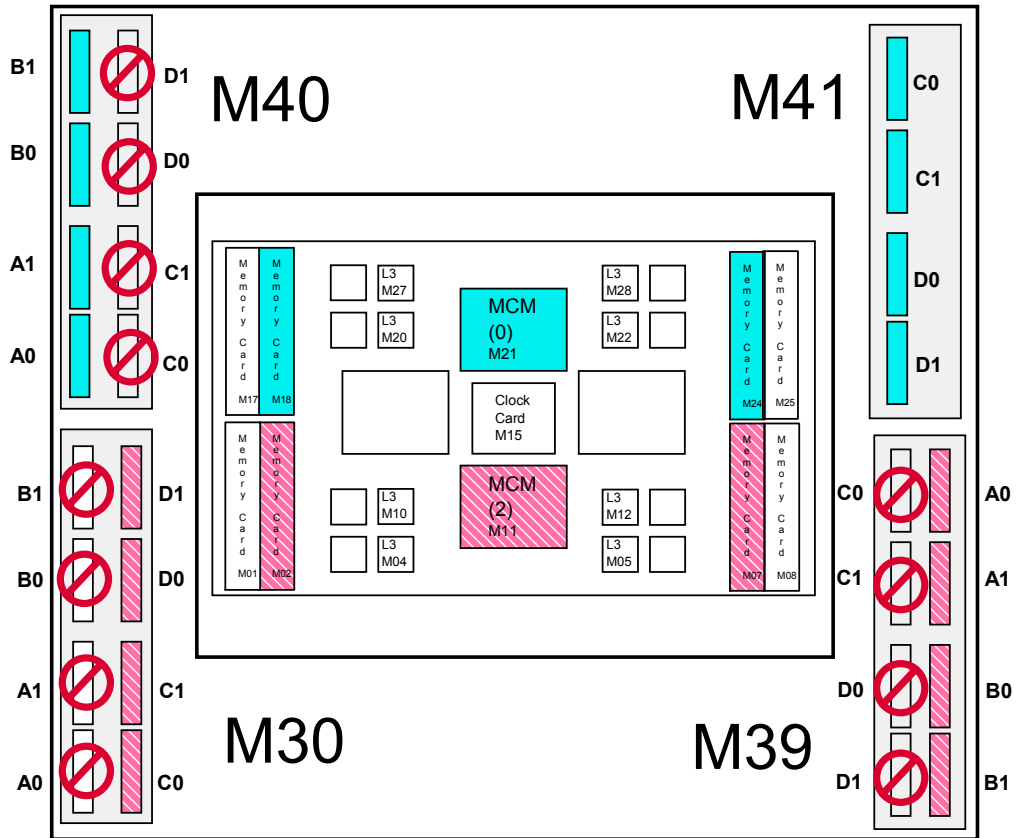 B1
D1
B0
D0
A1
C1
A0
C0
M40
M41
C0
C1
D0
D1
Memory Card M17
Memory Card M18
L3
M27
L3
M20
MCM
(0)
M21
L3
M28
L3
M22
Memory Card M24
Memory Card M25
Clock
Card
M15
Memory Card M01
Memory Card M02
L3
M10
L3
M04
MCM
(2)
M11
L3
M12
L3
M05
Memory Card M07
Memory Card M08
B1
D1
B0
D0
A1
C1
A0
C0
M30
M39
C0
A0
C1
A1
D0
B0
D1
B1